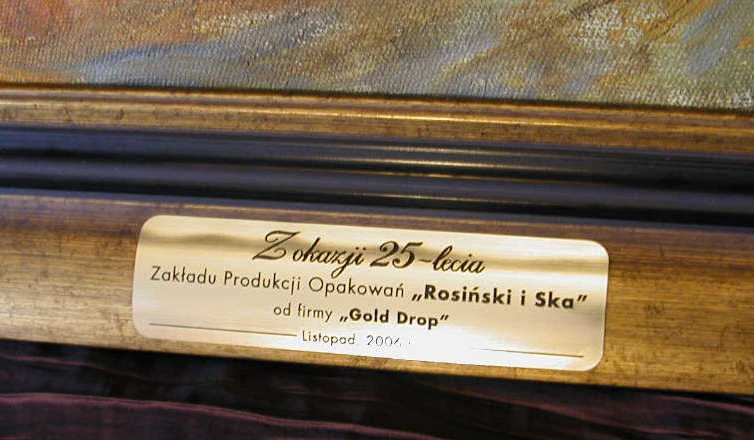 Z okazji 25-lecia
Zakładu Produkcji Opakowań „Rosiński i Ska”
od firmy „Gold Drop”
Listopad